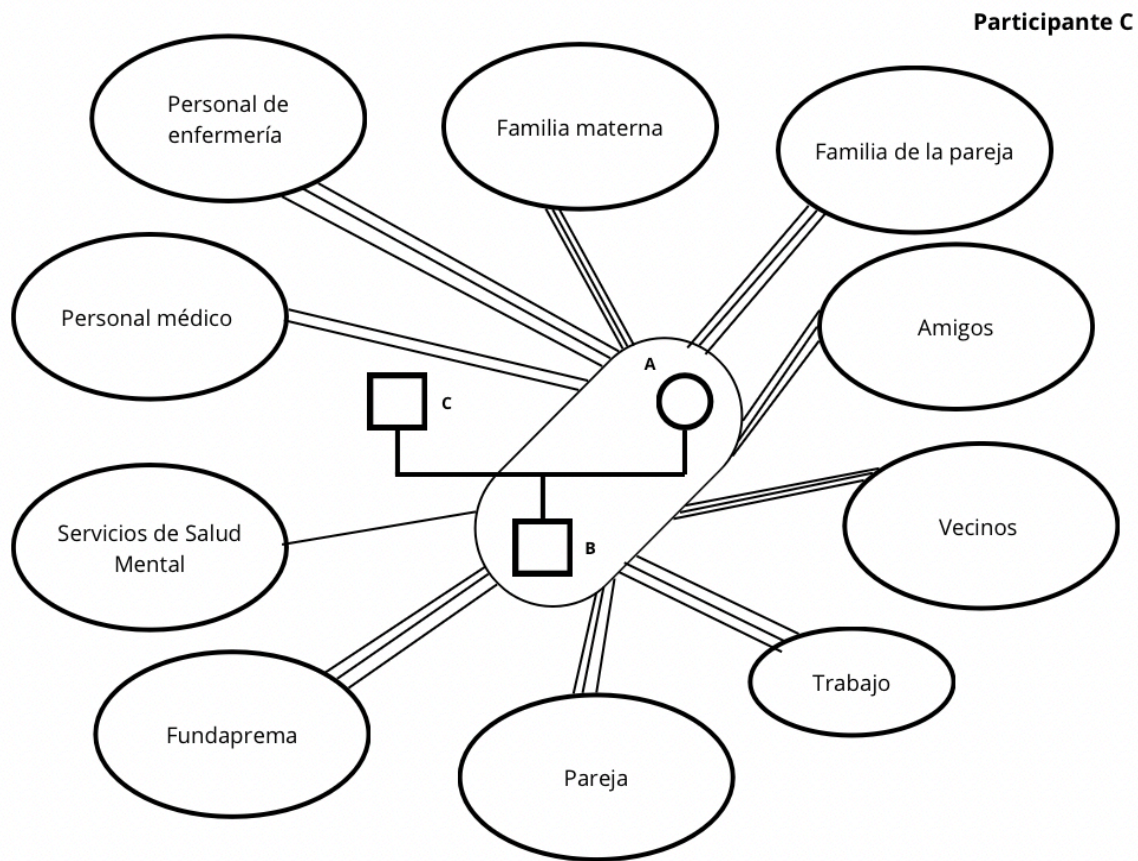 Participante C
Personal de
enfermería
Familia materna
Familia de la pareja
Personal médico
Amigos
A
C
Servicios de Salud
Mental
B
Vecinos
Fundaprema
Pareja
Trabajo